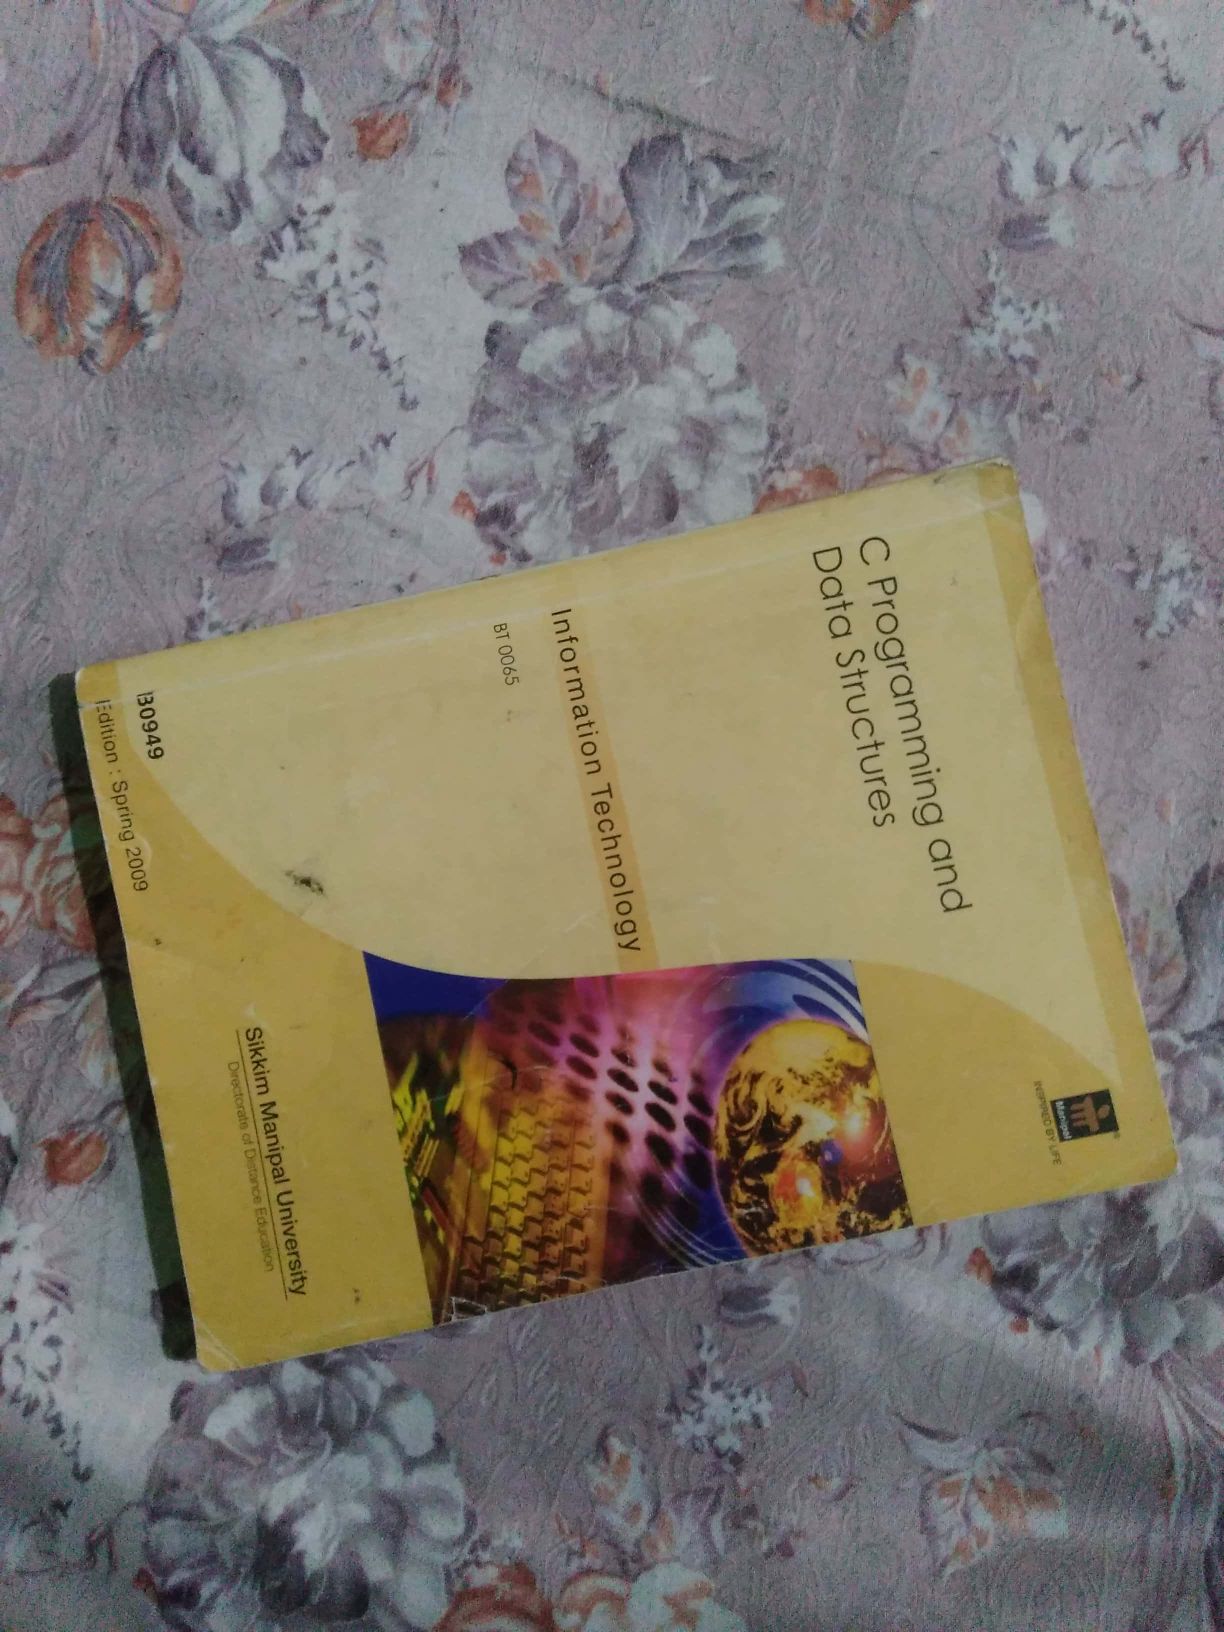 Manipal
INSPIRED BY LIFE
C Programming and
Data Structures
Information Technology
BT 0065
Sikkim Manipal University
Directorate of Distance Education
B0949
Edition : Spring 2009